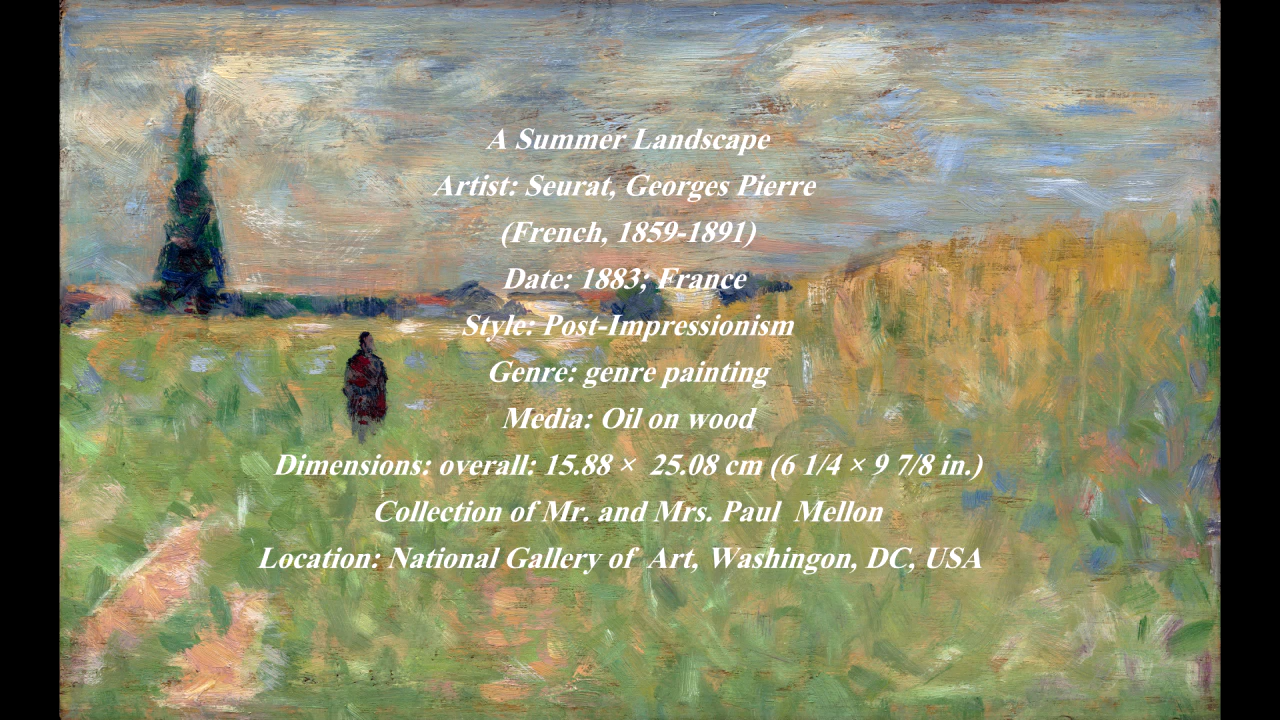 A Summer Landscape
Artist: Seurat, Georges Pierre
(French, 1859-1891)
Date: 1883; France
Style: Post-Impressionism
Genre: genre painting
Media: Oil on wood
Dimensions: overall: 15.88 ×  25.08 cm (6 1/4 × 9 7/8 in.)
Collection of Mr. and Mrs. Paul  Mellon
Location: National Gallery of  Art, Washingon, DC, USA